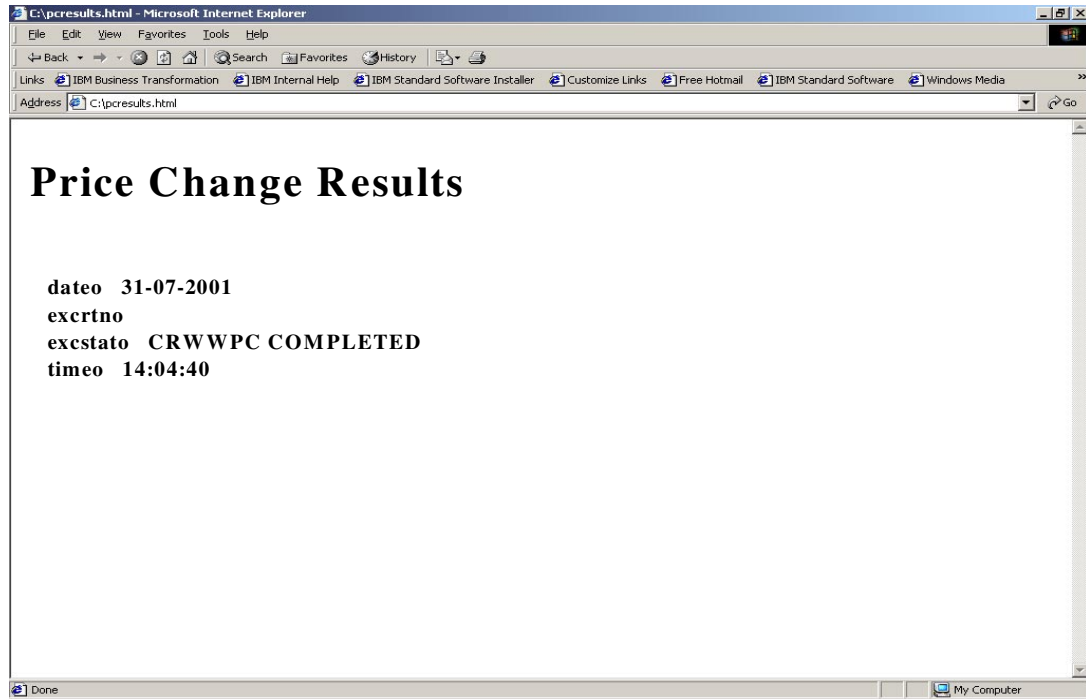 C:\pcresults.html - Microsoft Internet Explorer
File Edit View Favorites Tools Help
Back Search Favorites History
Links IBM Business Transformation IBM Internal Help IBM Standard Software Installer Customize Links Free Hotmail IBM Standard Software Windows Media »
Address C:\pcresults.html Go
Price Change Results
dateo 31-07-2001
excrtno
excstato CRWWPC COMPLETED
timeo 14:04:40
Done My Computer